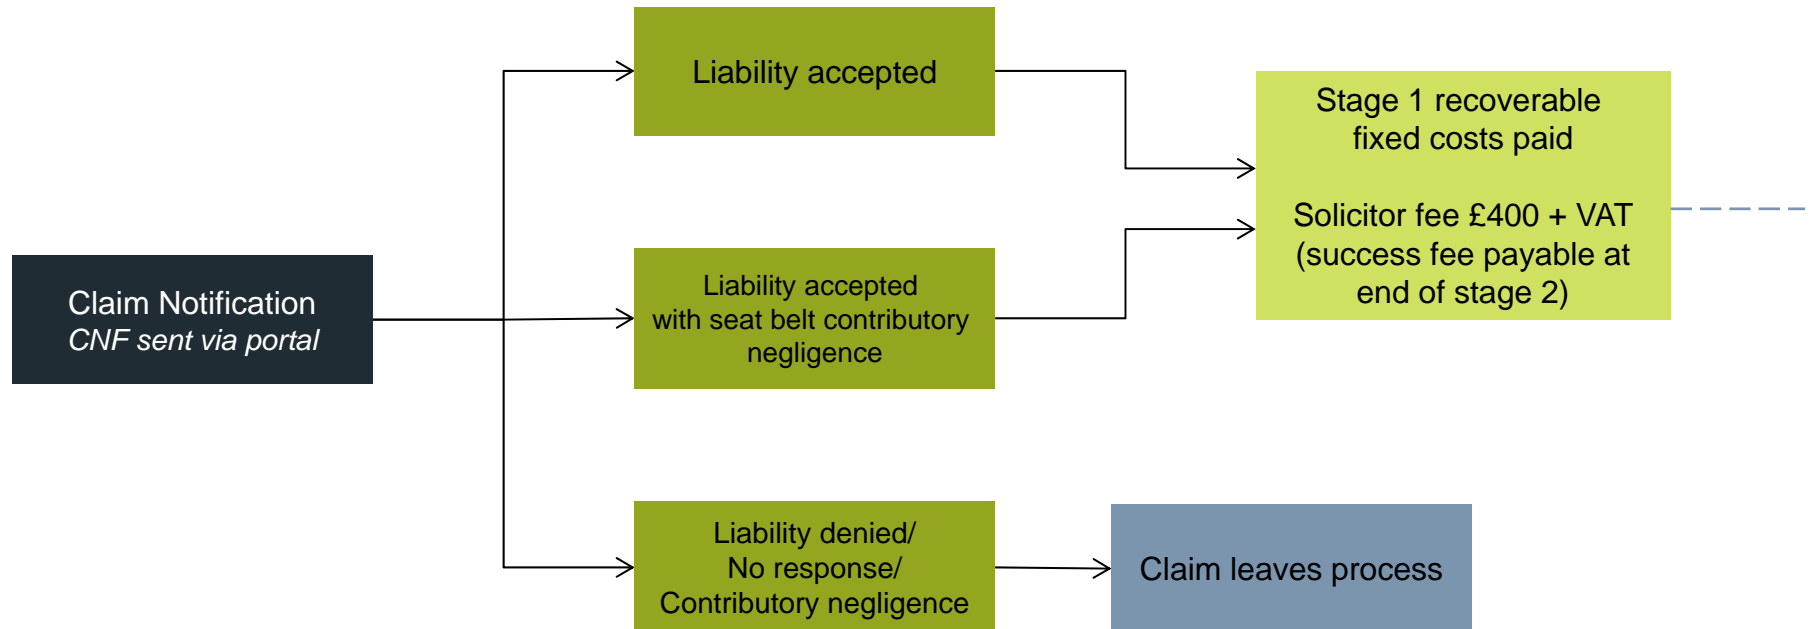 Liability accepted
Stage 1 recoverable
fixed costs paid
Solicitor fee £400 + VAT
(success fee payable at
end of stage 2)
Claim Notification
CNF sent via portal
Liability accepted
with seat belt contributory
negligence
Liability denied/
No response/
Contributory negligence
Claim leaves process